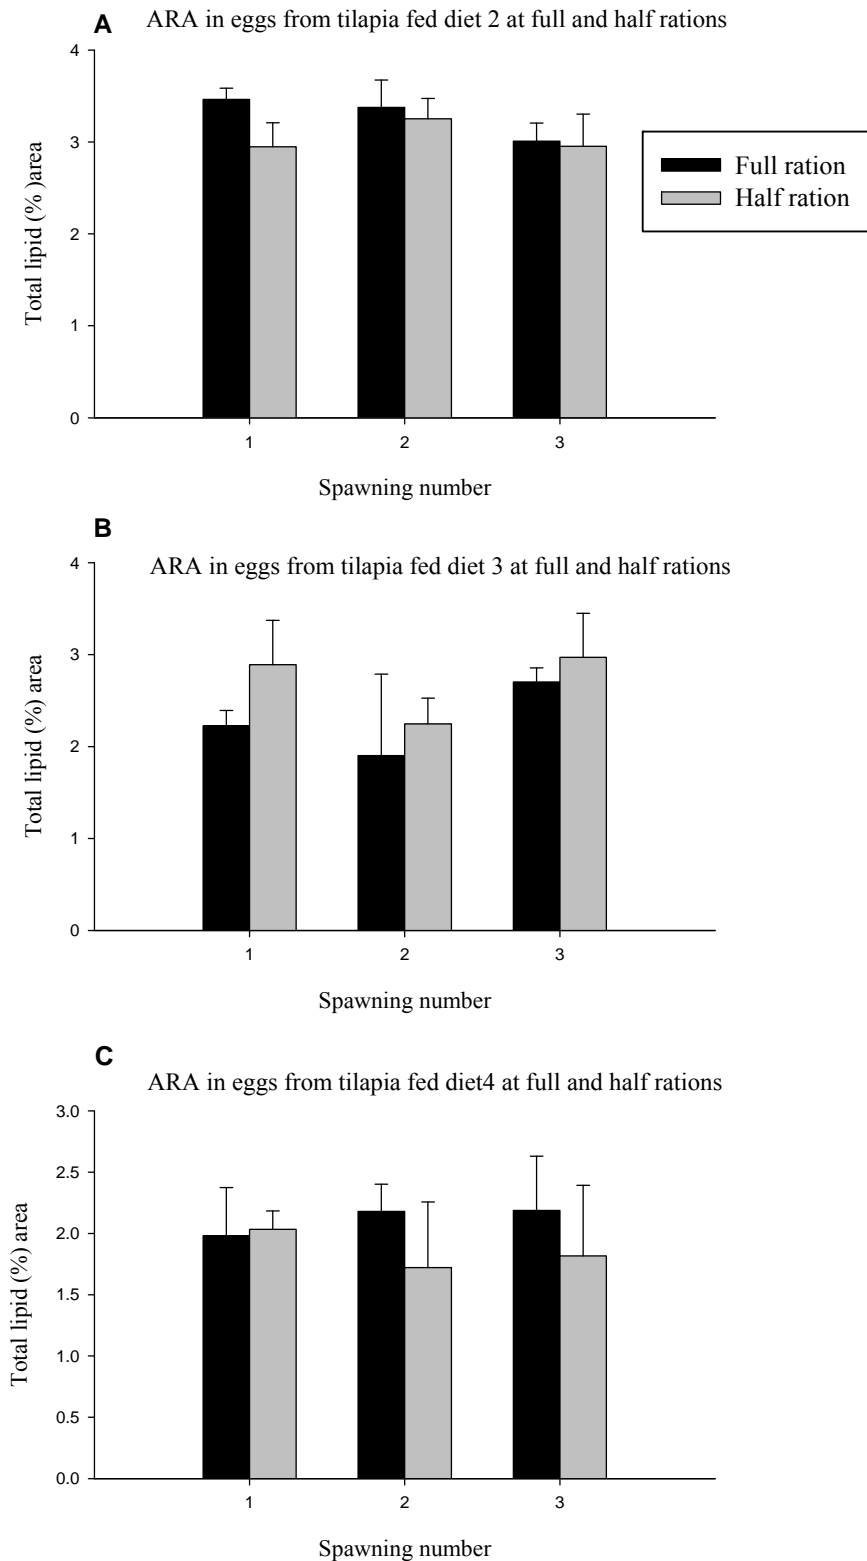 A
ARA in eggs from tilapia fed diet 2 at full and half rations
4
3
2
1
0
Total lipid (% )area
Full ration
Half ration
1 2 3
Spawning number
B
ARA in eggs from tilapia fed diet 3 at full and half rations
4
3
2
1
0
Total lipid (%) area
1 2 3
Spawning number
C
ARA in eggs from tilapia fed diet4 at full and half rations
3.0
2.5
2.0
1.5
1.0
0.5
0.0
Total lipid (%) area
1 2 3
Spawning number